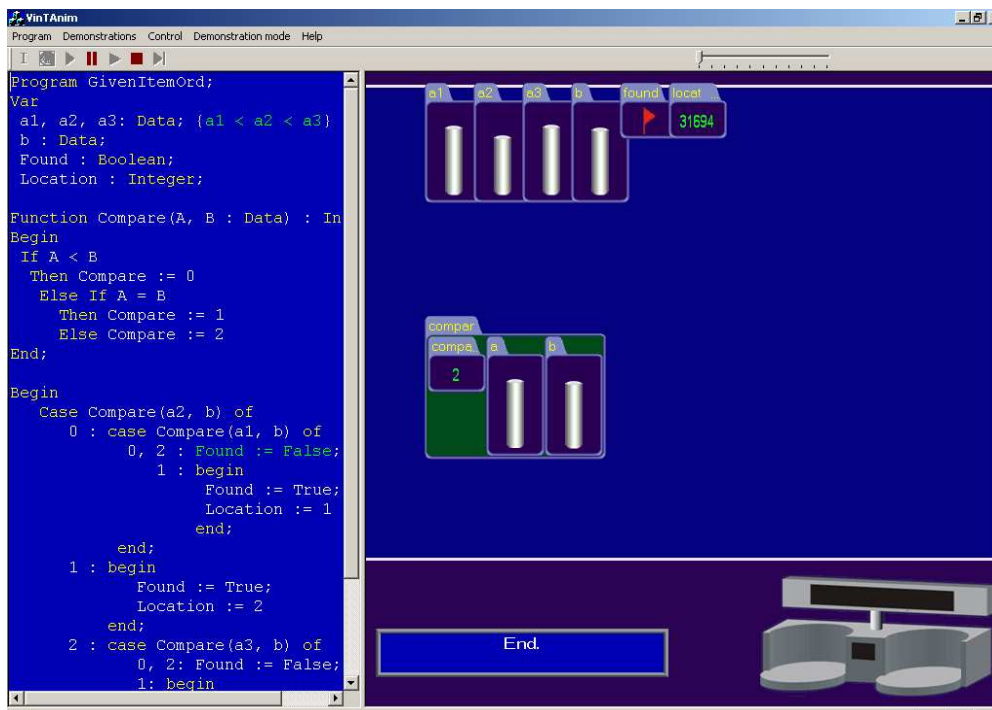 VinTAnim
Program Demonstrations Control Demonstration mode Help
Program GivenItemOrd;
Var
a1, a2, a3: Data; {a1 < a2 < a3}
b : Data;
Found : Boolean;
Location : Integer;
Function Compare(A, B : Data) : In
Begin
If A < B
Then Compare := 0
Else If A = B
Then Compare := 1
Else Compare := 2
End;
Begin
Case Compare(a2, b) of
0 : case Compare(a1, b) of
0, 2 : Found := False;
1 : begin
Found := True;
Location := 1
end;
end;
1 : begin
Found := True;
Location := 2
end;
2 : case Compare(a3, b) of
0, 2: Found := False;
1: begin
a1 a2 a3 b found locat ...
31694
compar
compa. a b
2
End.